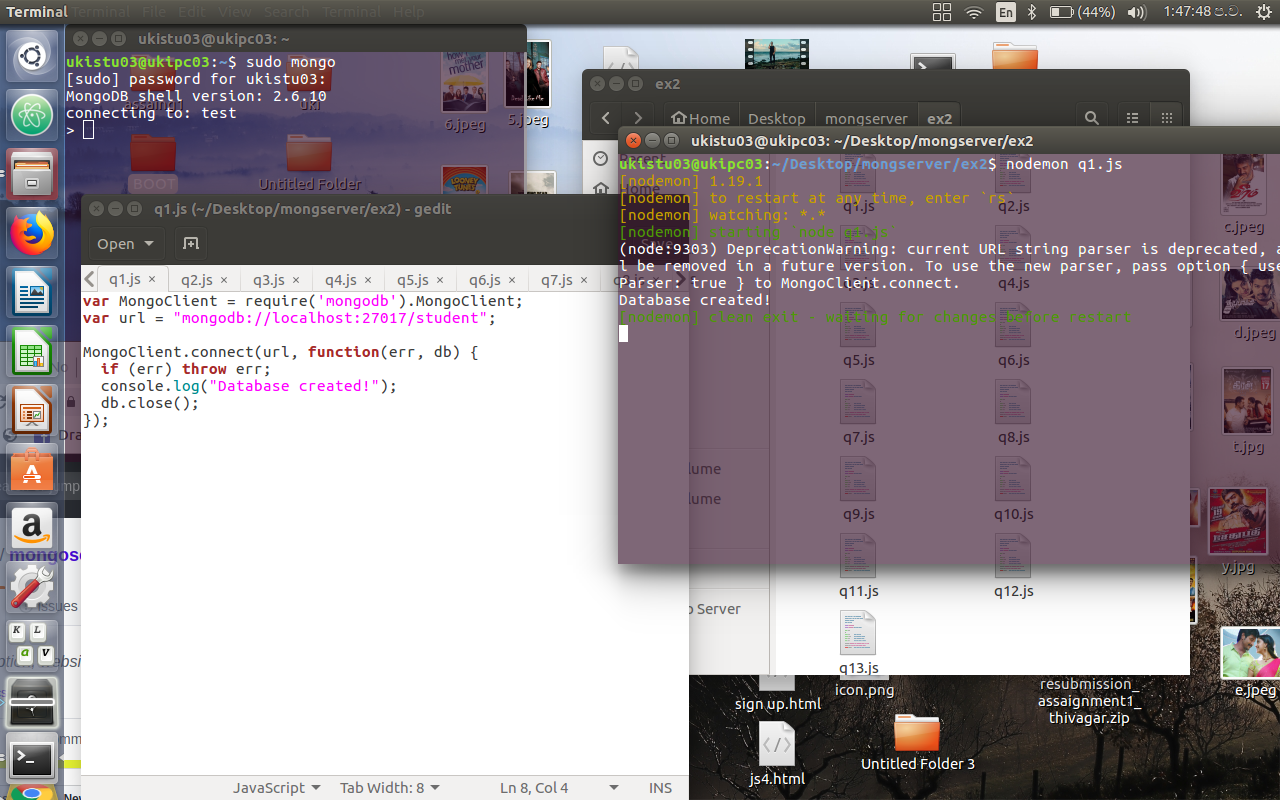 Terminal Terminal File Edit View Search Terminal Help
En (44%) 1:47:48 ප.ව.
ukistu03@ukipc03: ~
ukistu03@ukipc03:~$ sudo mongo
[sudo] password for ukistu03:
MongoDB shell version: 2.6.10
connecting to: test
>
assaing1
uki
6.jpeg
5.jpeg
BOOT
Untitled Folder
ex2
Home Desktop mongserver ex2
ukistu03@ukipc03: ~/Desktop/mongserver/ex2
ukistu03@ukipc03:~/Desktop/mongserver/ex2$ nodemon q1.js
[nodemon] 1.19.1
[nodemon] to restart at any time, enter `rs`
[nodemon] watching: *.*
[nodemon] starting `node q1.js`
(node:9303) DeprecationWarning: current URL string parser is deprecated, a
l be removed in a future version. To use the new parser, pass option { use
Parser: true } to MongoClient.connect.
Database created!
[nodemon] clean exit - waiting for changes before restart
q1.js (~/Desktop/mongserver/ex2) - gedit
Open
Save
q1.js × q2.js × q3.js × q4.js × q5.js × q6.js × q7.js ×
var MongoClient = require('mongodb').MongoClient;
var url = "mongodb://localhost:27017/student";
MongoClient.connect(url, function(err, db) {
if (err) throw err;
console.log("Database created!");
db.close();
});
JavaScript Tab Width: 8 Ln 8, Col 4 INS
Recent
Home
q2.js
q4.js
q5.js
q6.js
q7.js
q8.js
q9.js
q10.js
q11.js
q12.js
q13.js
lume
lume
o Server
c.jpeg
d.jpeg
t.jpg
y.jpg
e.jpeg
icon.png
sign up.html
js4.html
resubmission_
assaignment1_
thivagar.zip
Untitled Folder 3
No
Dra
mongos
Issues